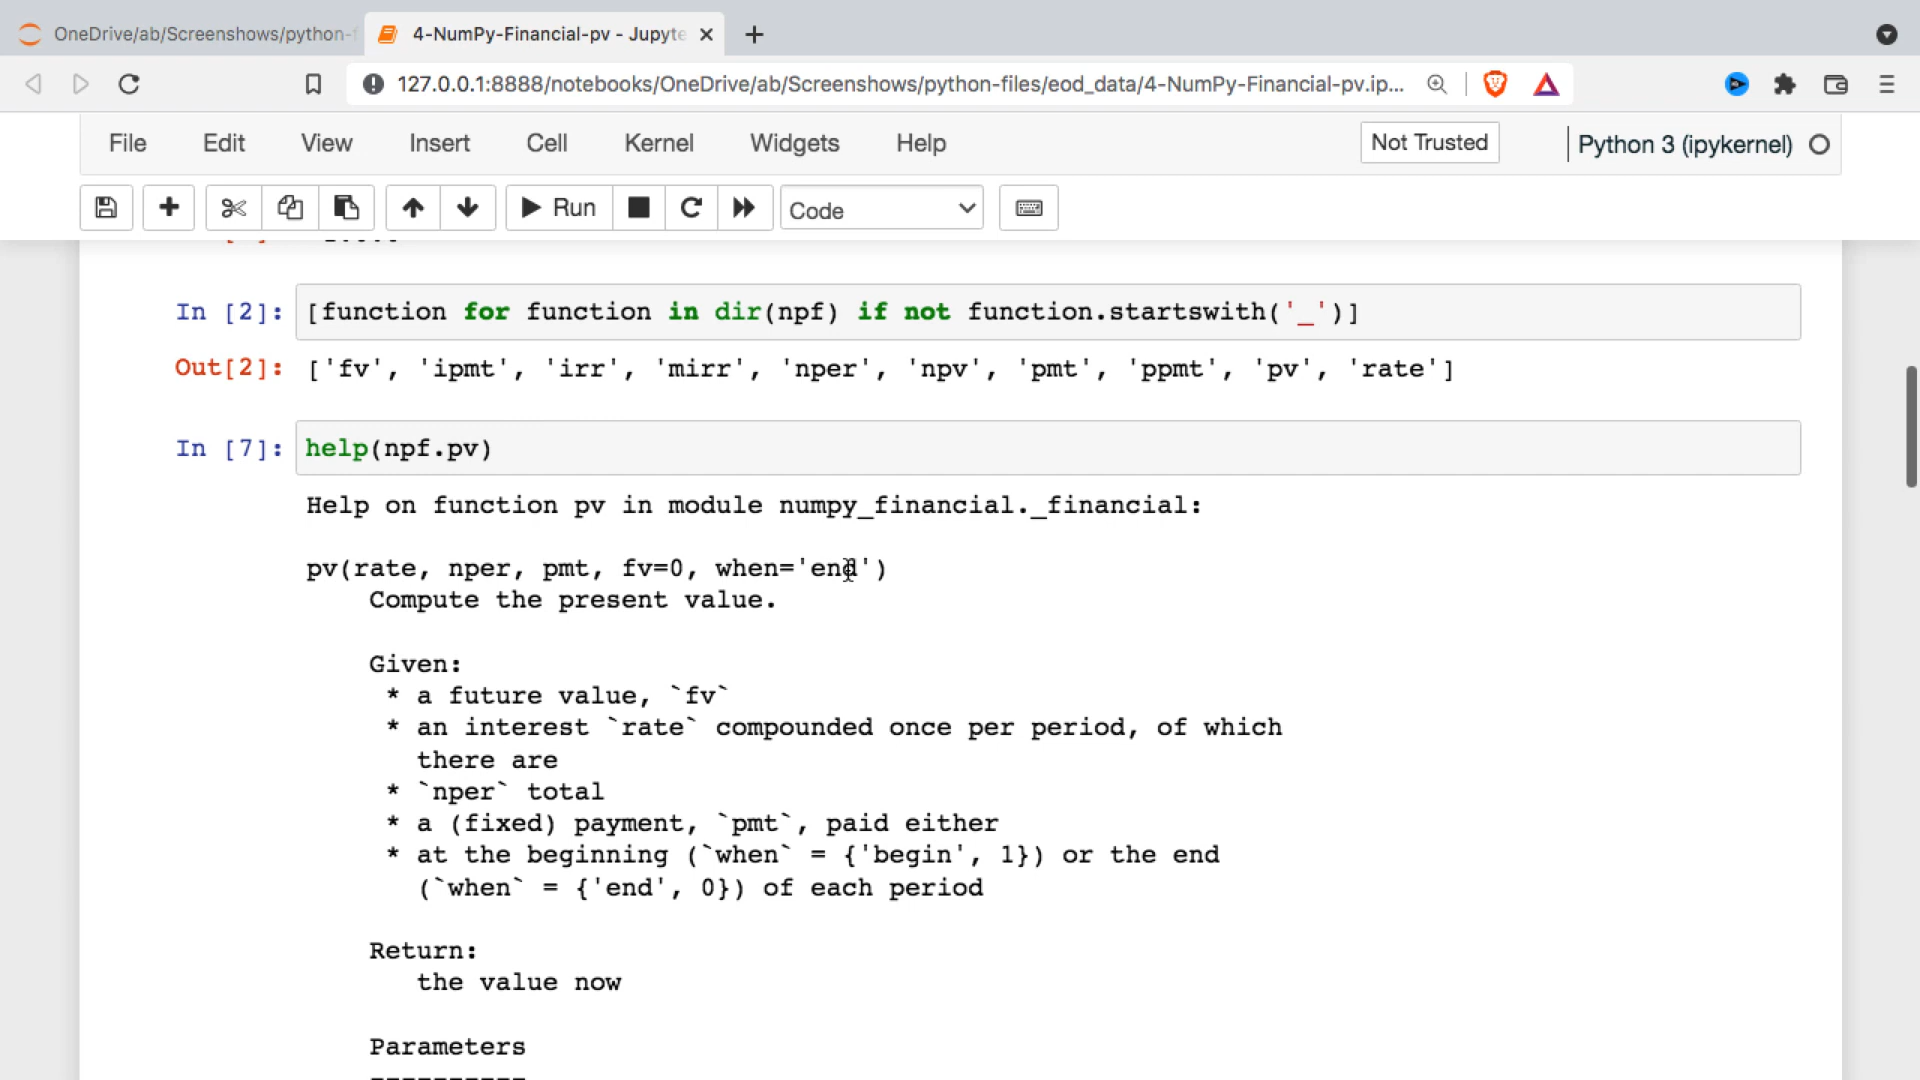 OneDrive/ab/Screenshows/python-f
4-NumPy-Financial-pv - Jupyte
127.0.0.1:8888/notebooks/OneDrive/ab/Screenshows/python-files/eod_data/4-NumPy-Financial-pv.ip...
File Edit View Insert Cell Kernel Widgets Help Not Trusted Python 3 (ipykernel)
Run Code
In [2]: [function for function in dir(npf) if not function.startswith('_')]
Out[2]: ['fv', 'ipmt', 'irr', 'mirr', 'nper', 'npv', 'pmt', 'ppmt', 'pv', 'rate']
In [7]: help(npf.pv)
Help on function pv in module numpy_financial._financial:
pv(rate, nper, pmt, fv=0, when='end')
Compute the present value.
Given:
* a future value, `fv`
* an interest `rate` compounded once per period, of which
there are
* `nper` total
* a (fixed) payment, `pmt`, paid either
* at the beginning (`when` = {'begin', 1}) or the end
(`when` = {'end', 0}) of each period
Return:
the value now
Parameters
----------